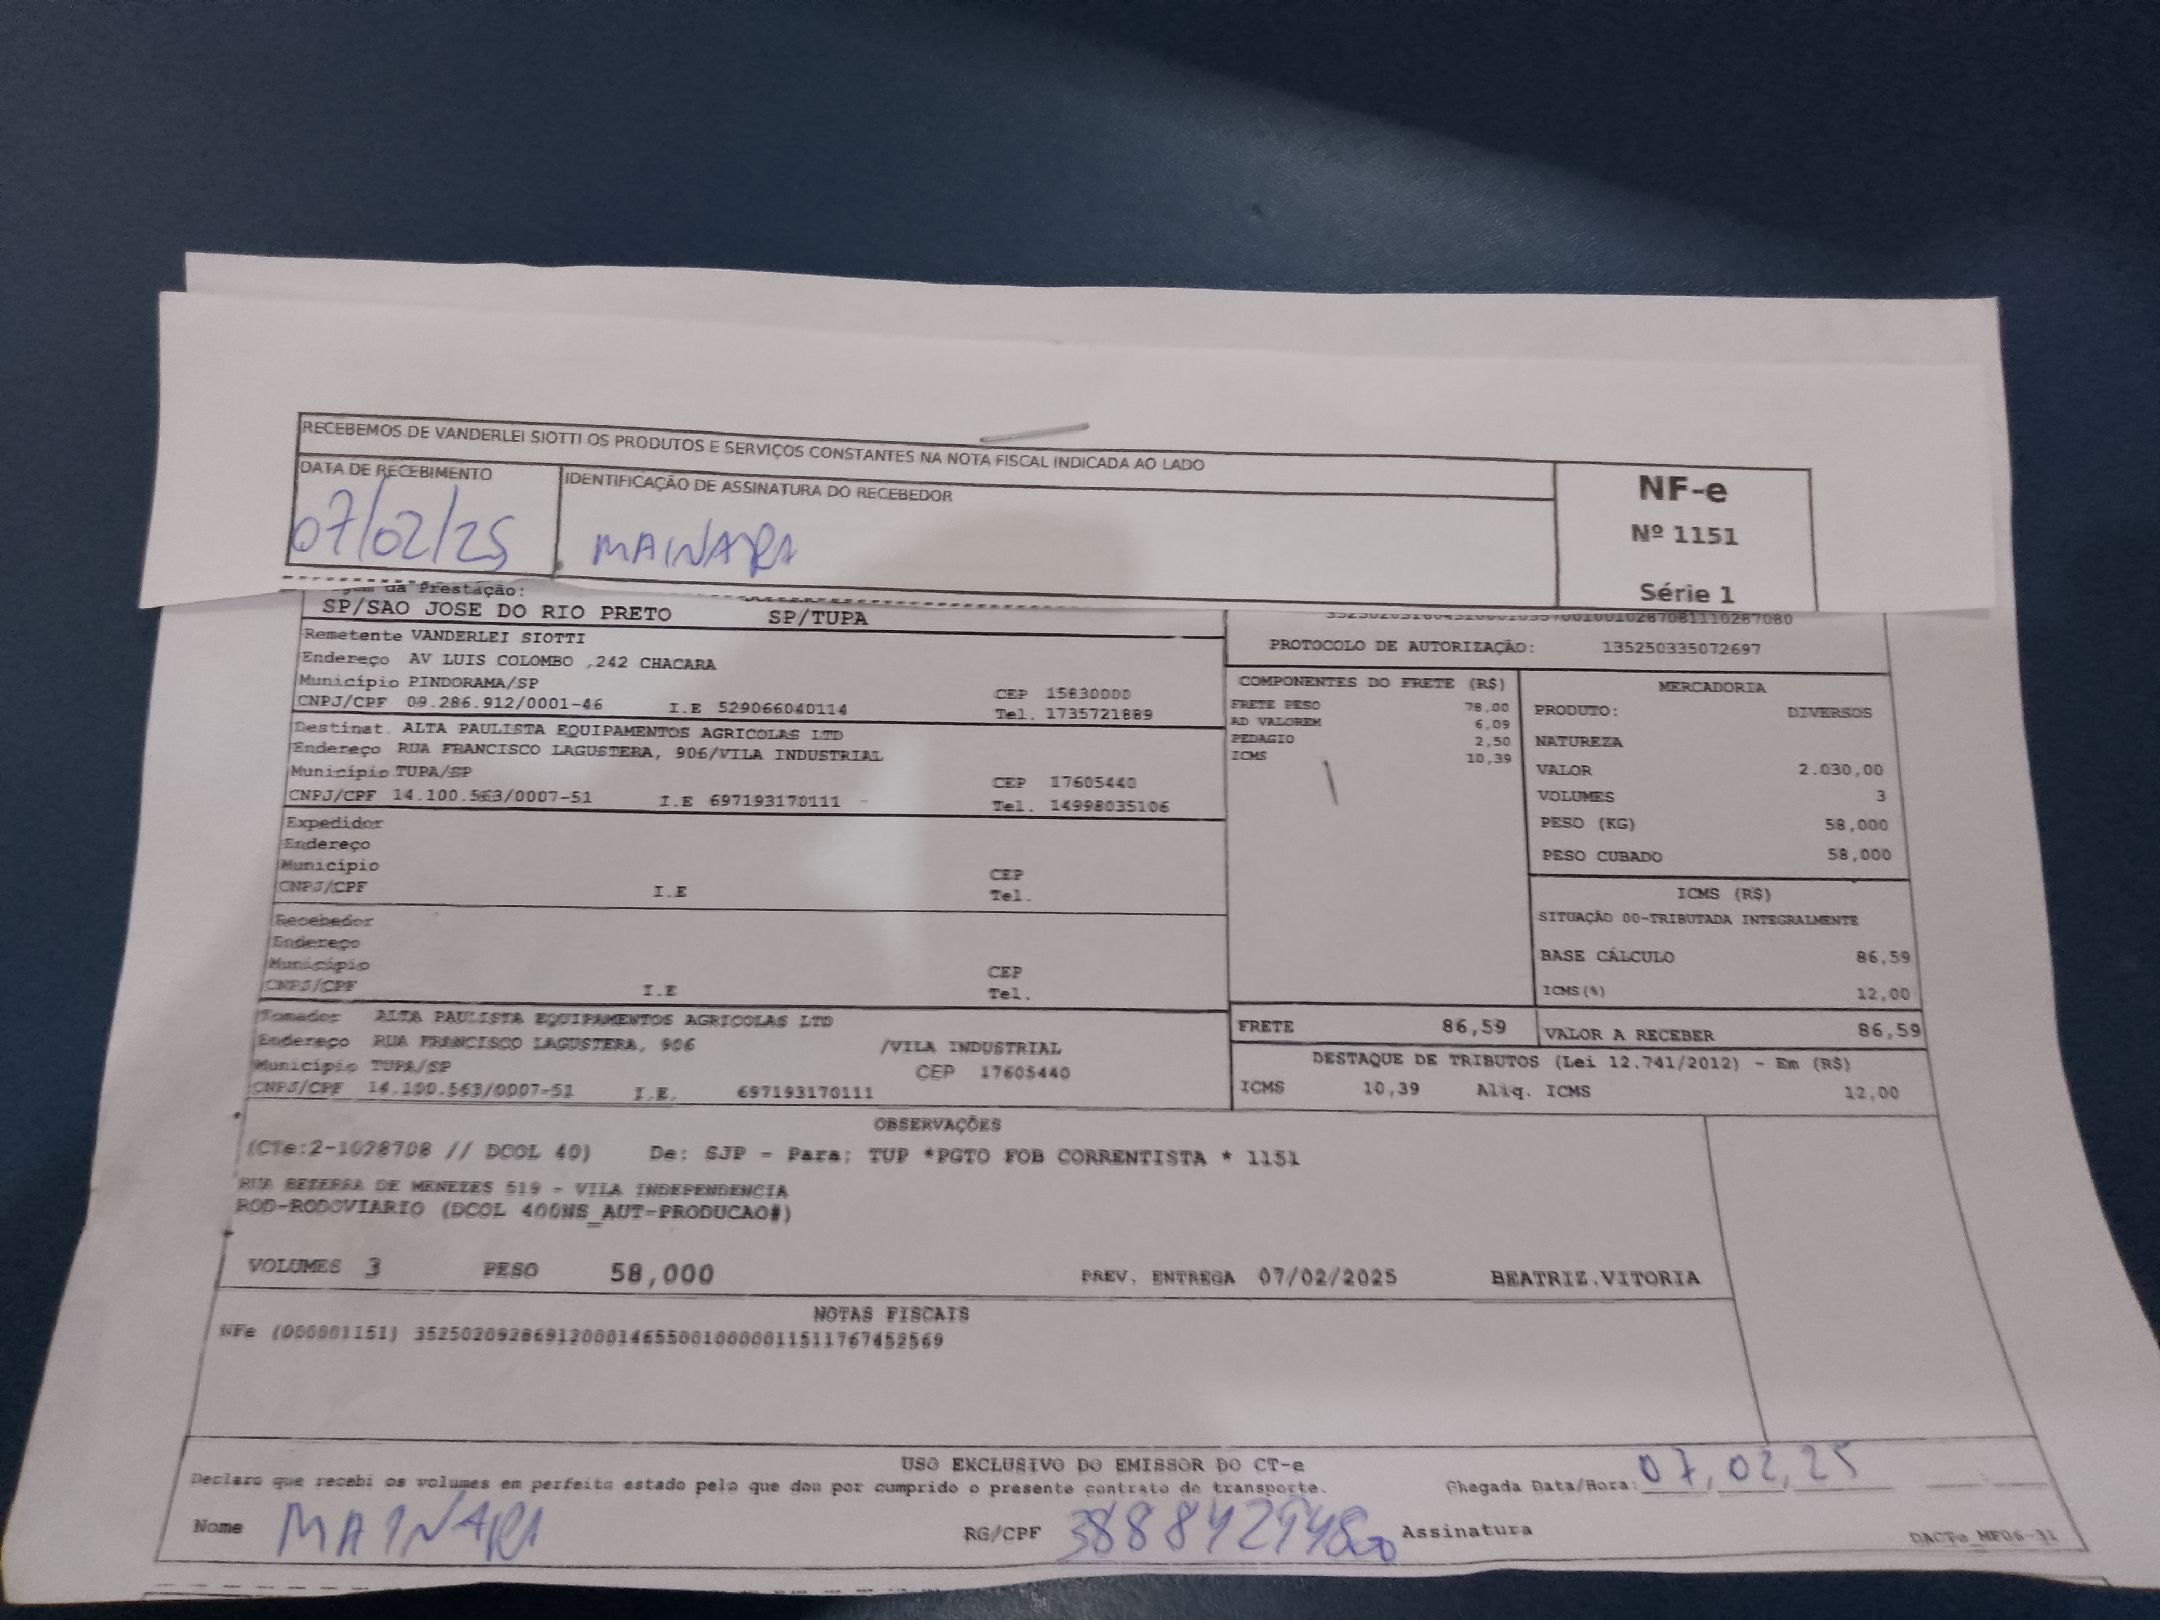 RECEBEMOS DE VANDERLEI SIOTTI OS PRODUTOS E SERVIÇOS CONSTANTES NA NOTA FISCAL INDICADA AO LADO
DATA DE RECEBIMENTO
07/02/25
IDENTIFICAÇÃO DE ASSINATURA DO RECEBEDOR
MAINARA
NF-e
Nº 1151
Série 1
da Prestação:
SP/SAO JOSE DO RIO PRETO SP/TUPA
Remetente VANDERLEI SIOTTI
Endereço AV LUIS COLOMBO ,242 CHACARA
Município PINDORAMA/SP CEP 15830000
CNPJ/CPF 09.286.912/0001-46 I.E 529066040114 Tel. 1735721889
Destinat. ALTA PAULISTA EQUIPAMENTOS AGRICOLAS LTD
Endereço RUA FRANCISCO LAGUSTERA, 906/VILA INDUSTRIAL
Município TUPA/SP CEP 17605440
CNPJ/CPF 14.100.563/0007-51 I.E 697193170111 Tel. 14998035106
Expedidor
Endereço
Município CEP
CNPJ/CPF I.E Tel.
Recebedor
Endereço
Município CEP
CNPJ/CPF I.E Tel.
Tomador ALTA PAULISTA EQUIPAMENTOS AGRICOLAS LTD
Endereço RUA FRANCISCO LAGUSTERA, 906 /VILA INDUSTRIAL
Município TUPA/SP CEP 17605440
CNPJ/CPF 14.100.563/0007-51 I.E. 697193170111
PROTOCOLO DE AUTORIZAÇÃO: 135250335072697
COMPONENTES DO FRETE (R$)
FRETE PESO 78,00
AD VALOREM 6,09
PEDAGIO 2,50
ICMS 10,39
MERCADORIA
PRODUTO: DIVERSOS
NATUREZA
VALOR 2.030,00
VOLUMES 3
PESO (KG) 58,000
PESO CUBADO 58,000
ICMS (R$)
SITUAÇÃO 00-TRIBUTADA INTEGRALMENTE
BASE CÁLCULO 86,59
ICMS(%) 12,00
FRETE 86,59 VALOR A RECEBER 86,59
DESTAQUE DE TRIBUTOS (Lei 12.741/2012) - Em (R$)
ICMS 10,39 Aliq. ICMS 12,00
OBSERVAÇÕES
(CTe:2-1028708 // DCOL 40) De: SJP - Para: TUP *PGTO FOB CORRENTISTA * 1151
RUA BEZERRA DE MENEZES 519 - VILA INDEPENDENCIA
ROD-RODOVIARIO (DCOL 400NS_AUT-PRODUCAO#)
VOLUMES 3 PESO 58,000 PREV. ENTREGA 07/02/2025 BEATRIZ.VITORIA
NOTAS FISCAIS
NFe (000001151) 35250209286912000146550010000011511767452569
USO EXCLUSIVO DO EMISSOR DO CT-e
Declaro que recebi os volumes em perfeito estado pelo que dou por cumprido o presente contrato de transporte. Chegada Data/Hora: 07,02,25
Nome MAINARA RG/CPF Assinatura